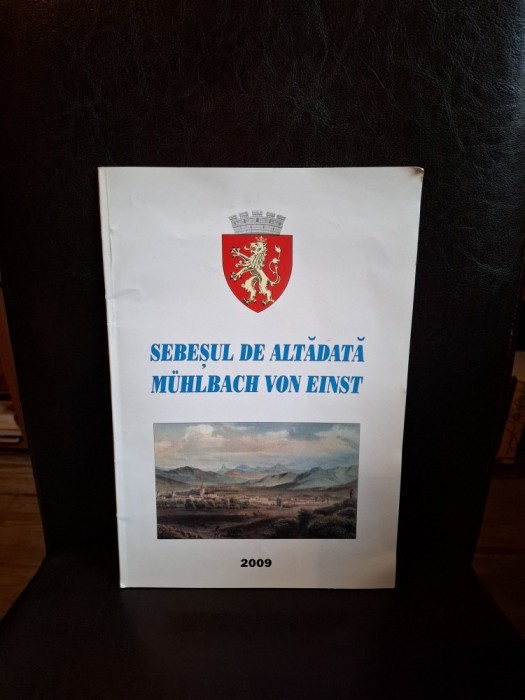 SEBEȘUL DE ALTĂDATĂ
MÜHLBACH VON EINST
2009